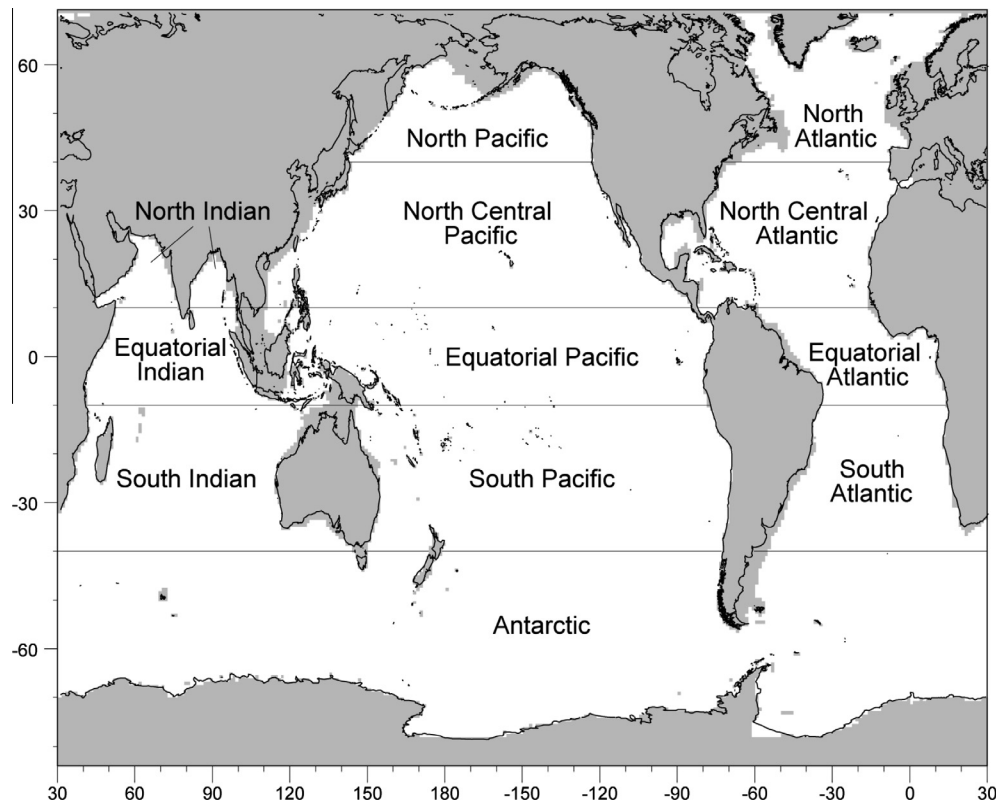 60
30
0
-30
-60
North Pacific
North
Atlantic
North Indian
North Central
Pacific
North Central
Atlantic
Equatorial
Indian
Equatorial Pacific
Equatorial
Atlantic
South Indian
South Pacific
South
Atlantic
Antarctic
30 60 90 120 150 180 -150 -120 -90 -60 -30 0 30